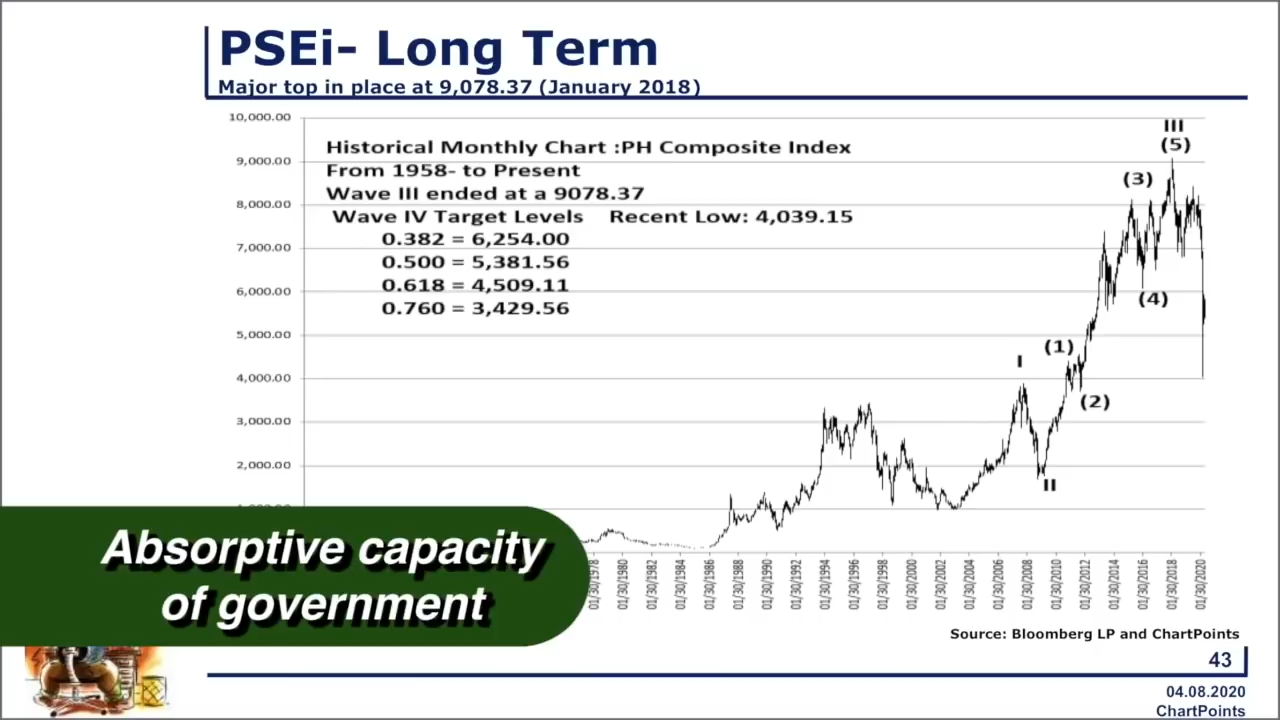 PSEi- Long Term
Major top in place at 9,078.37 (January 2018)
10,000.00
9,000.00
8,000.00
7,000.00
6,000.00
5,000.00
4,000.00
3,000.00
2,000.00
Historical Monthly Chart :PH Composite Index
From 1958- to Present
Wave III ended at a 9078.37
Wave IV Target Levels Recent Low: 4,039.15
0.382 = 6,254.00
0.500 = 5,381.56
0.618 = 4,509.11
0.760 = 3,429.56
III
(5)
(3)
(4)
(1)
I
(2)
II
Absorptive capacity
of government
01/30/1978
01/30/1980
01/30/1982
01/30/1984
01/30/1986
01/30/1988
01/30/1990
01/30/1992
01/30/1994
01/30/1996
01/30/1998
01/30/2000
01/30/2002
01/30/2004
01/30/2006
01/30/2008
01/30/2010
01/30/2012
01/30/2014
01/30/2016
01/30/2018
01/30/2020
Source: Bloomberg LP and ChartPoints
43
04.08.2020
ChartPoints